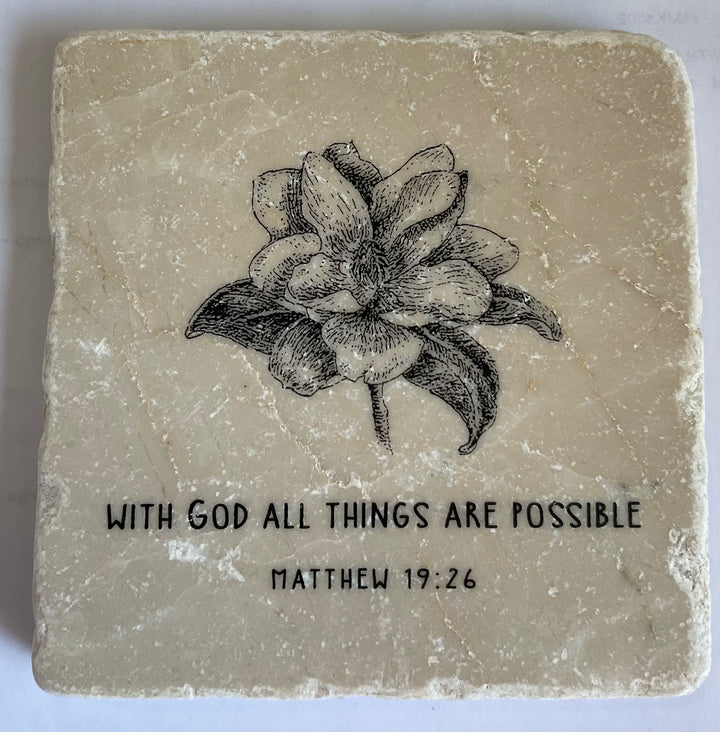 WITH GOD ALL THINGS ARE POSSIBLE
MATTHEW 19:26